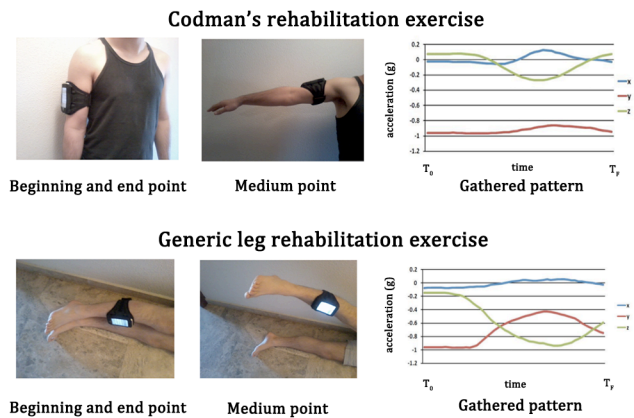 Codman's rehabilitation exercise
0.2
0
-0.2
-0.4
-0.6
-0.8
-1
-1.2
acceleration (g)
x
y
z
T₀ time T_F
Beginning and end point Medium point Gathered pattern
Generic leg rehabilitation exercise
0.2
0
-0.2
-0.4
-0.6
-0.8
-1
-1.2
acceleration (g)
x
y
z
T₀ time T_F
Beginning and end point Medium point Gathered pattern